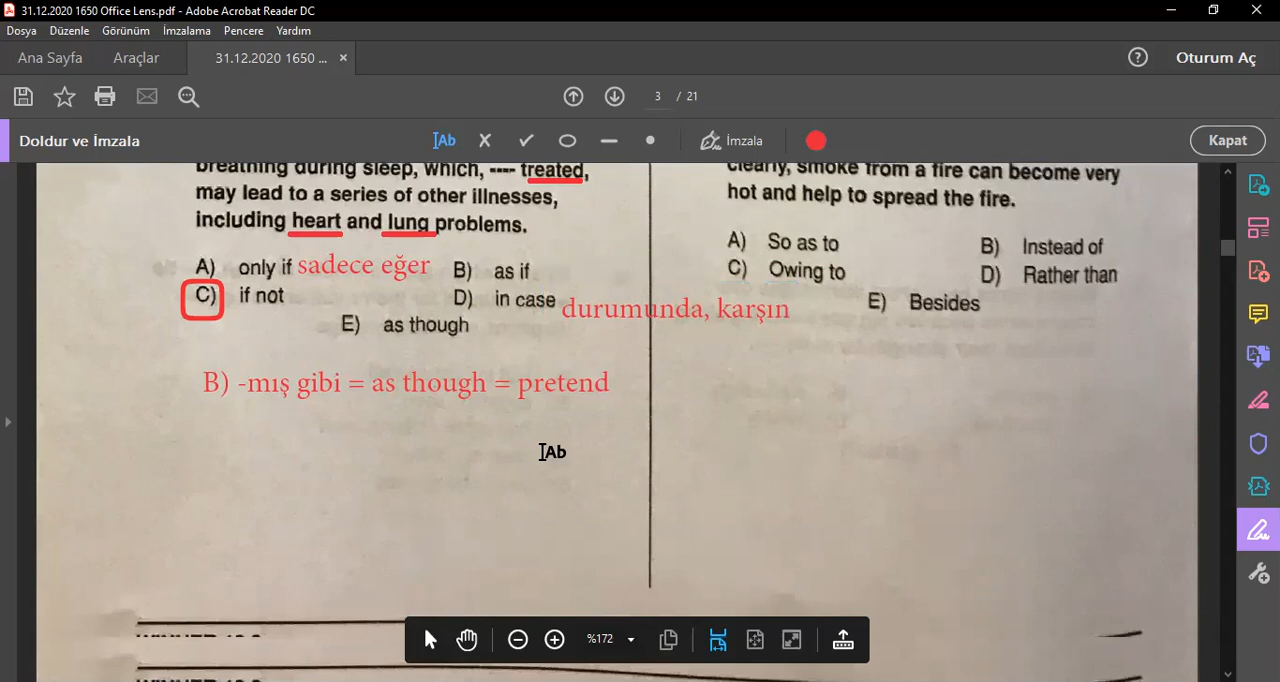 31.12.2020 1650 Office Lens.pdf - Adobe Acrobat Reader DC
Dosya Düzenle Görünüm İmzalama Pencere Yardım
Ana Sayfa Araçlar 31.12.2020 1650 ... × ? Oturum Aç
3 / 21
Doldur ve İmzala Ab İmzala Kapat
breathing during sleep, which, ---- treated,
may lead to a series of other illnesses,
including heart and lung problems.
A) only if sadece eğer B) as if
C) if not D) in case durumunda, karşın
E) as though
B) -mış gibi = as though = pretend
Ab
clearly, smoke from a fire can become very
hot and help to spread the fire.
A) So as to B) Instead of
C) Owing to D) Rather than
E) Besides
%172